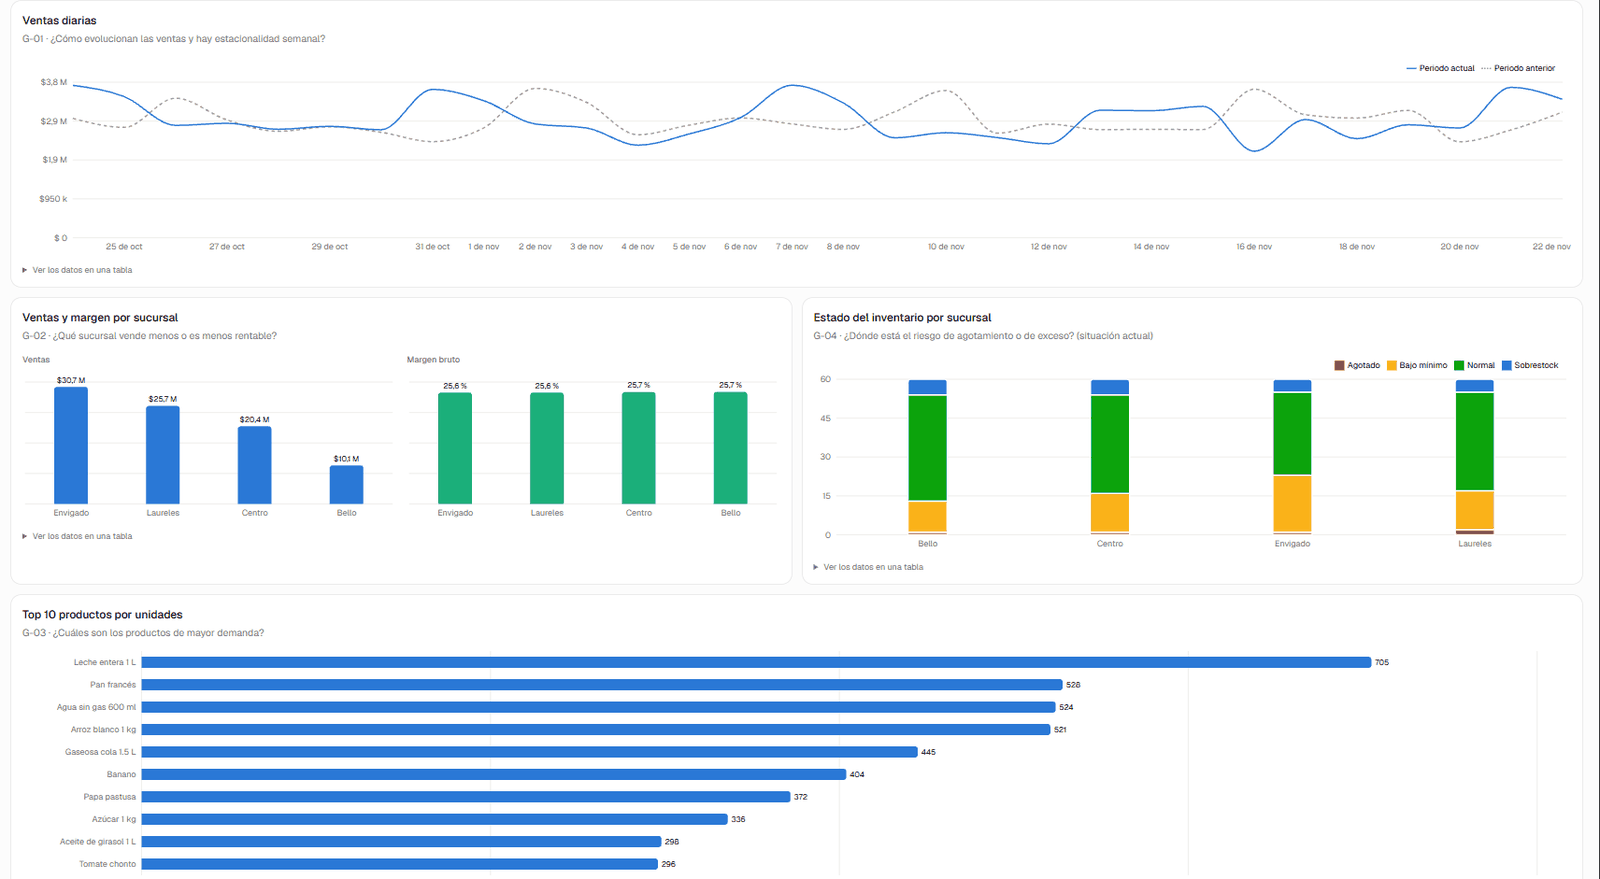 Ventas diarias
G-01 · ¿Cómo evolucionan las ventas y hay estacionalidad semanal?
Periodo actual Periodo anterior
$3,8 M
$2,9 M
$1,9 M
$950 k
$ 0
25 de oct 27 de oct 29 de oct 31 de oct 1 de nov 2 de nov 3 de nov 4 de nov 5 de nov 6 de nov 7 de nov 8 de nov 10 de nov 12 de nov 14 de nov 16 de nov 18 de nov 20 de nov 22 de nov
Ver los datos en una tabla
Ventas y margen por sucursal
G-02 · ¿Qué sucursal vende menos o es menos rentable?
Ventas
$30,7 M
$25,7 M
$20,4 M
$10,1 M
Envigado Laureles Centro Bello
Margen bruto
25,6 % 25,6 % 25,7 % 25,7 %
Envigado Laureles Centro Bello
Ver los datos en una tabla
Estado del inventario por sucursal
G-04 · ¿Dónde está el riesgo de agotamiento o de exceso? (situación actual)
Agotado Bajo mínimo Normal Sobrestock
60
45
30
15
0
Bello Centro Envigado Laureles
Ver los datos en una tabla
Top 10 productos por unidades
G-03 · ¿Cuáles son los productos de mayor demanda?
Leche entera 1 L 705
Pan francés 528
Agua sin gas 600 ml 524
Arroz blanco 1 kg 521
Gaseosa cola 1.5 L 445
Banano 404
Papa pastusa 372
Azúcar 1 kg 336
Aceite de girasol 1 L 298
Tomate chonto 296